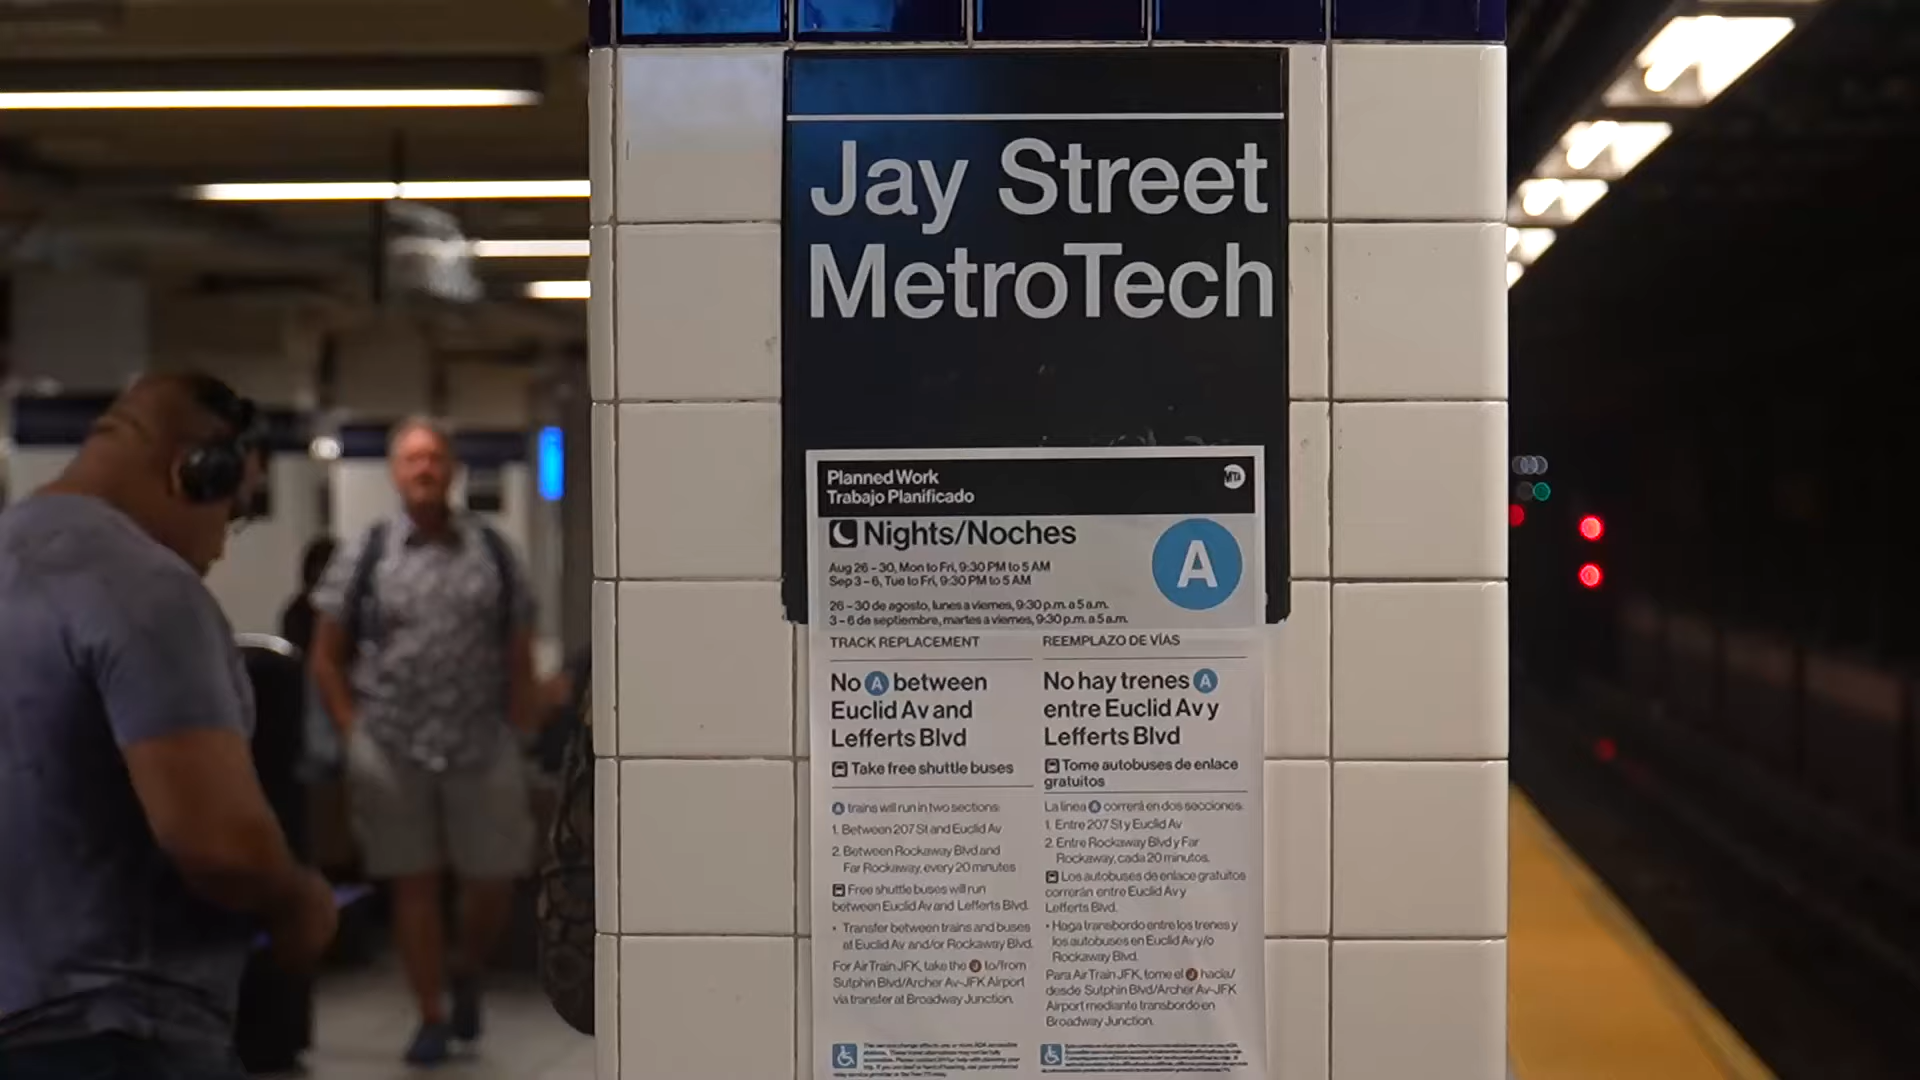 Jay Street
MetroTech
Planned Work
Trabajo Planificado
MTA
Nights/Noches
A
Aug 26 – 30, Mon to Fri, 9:30 PM to 5 AM
Sep 3 – 6, Tue to Fri, 9:30 PM to 5 AM
26 – 30 de agosto, lunes a viernes, 9:30 p.m. a 5 a.m.
3 – 6 de septiembre, martes a viernes, 9:30 p.m. a 5 a.m.
TRACK REPLACEMENT
No A between
Euclid Av and
Lefferts Blvd
Take free shuttle buses
A trains will run in two sections:
1. Between 207 St and Euclid Av
2. Between Rockaway Blvd and
Far Rockaway, every 20 minutes
Free shuttle buses will run
between Euclid Av and Lefferts Blvd.
• Transfer between trains and buses
at Euclid Av and/or Rockaway Blvd.
For AirTrain JFK, take the J to/from
Sutphin Blvd/Archer Av-JFK Airport
via transfer at Broadway Junction.
REEMPLAZO DE VÍAS
No hay trenes A
entre Euclid Av y
Lefferts Blvd
Tome autobuses de enlace
gratuitos
La línea A correrá en dos secciones:
1. Entre 207 St y Euclid Av
2. Entre Rockaway Blvd y Far
Rockaway, cada 20 minutos.
Los autobuses de enlace gratuitos
correrán entre Euclid Av y
Lefferts Blvd.
• Haga transbordo entre los trenes y
los autobuses en Euclid Av y/o
Rockaway Blvd.
Para AirTrain JFK, tome el J hacia/
desde Sutphin Blvd/Archer Av-JFK
Airport mediante transbordo en
Broadway Junction.